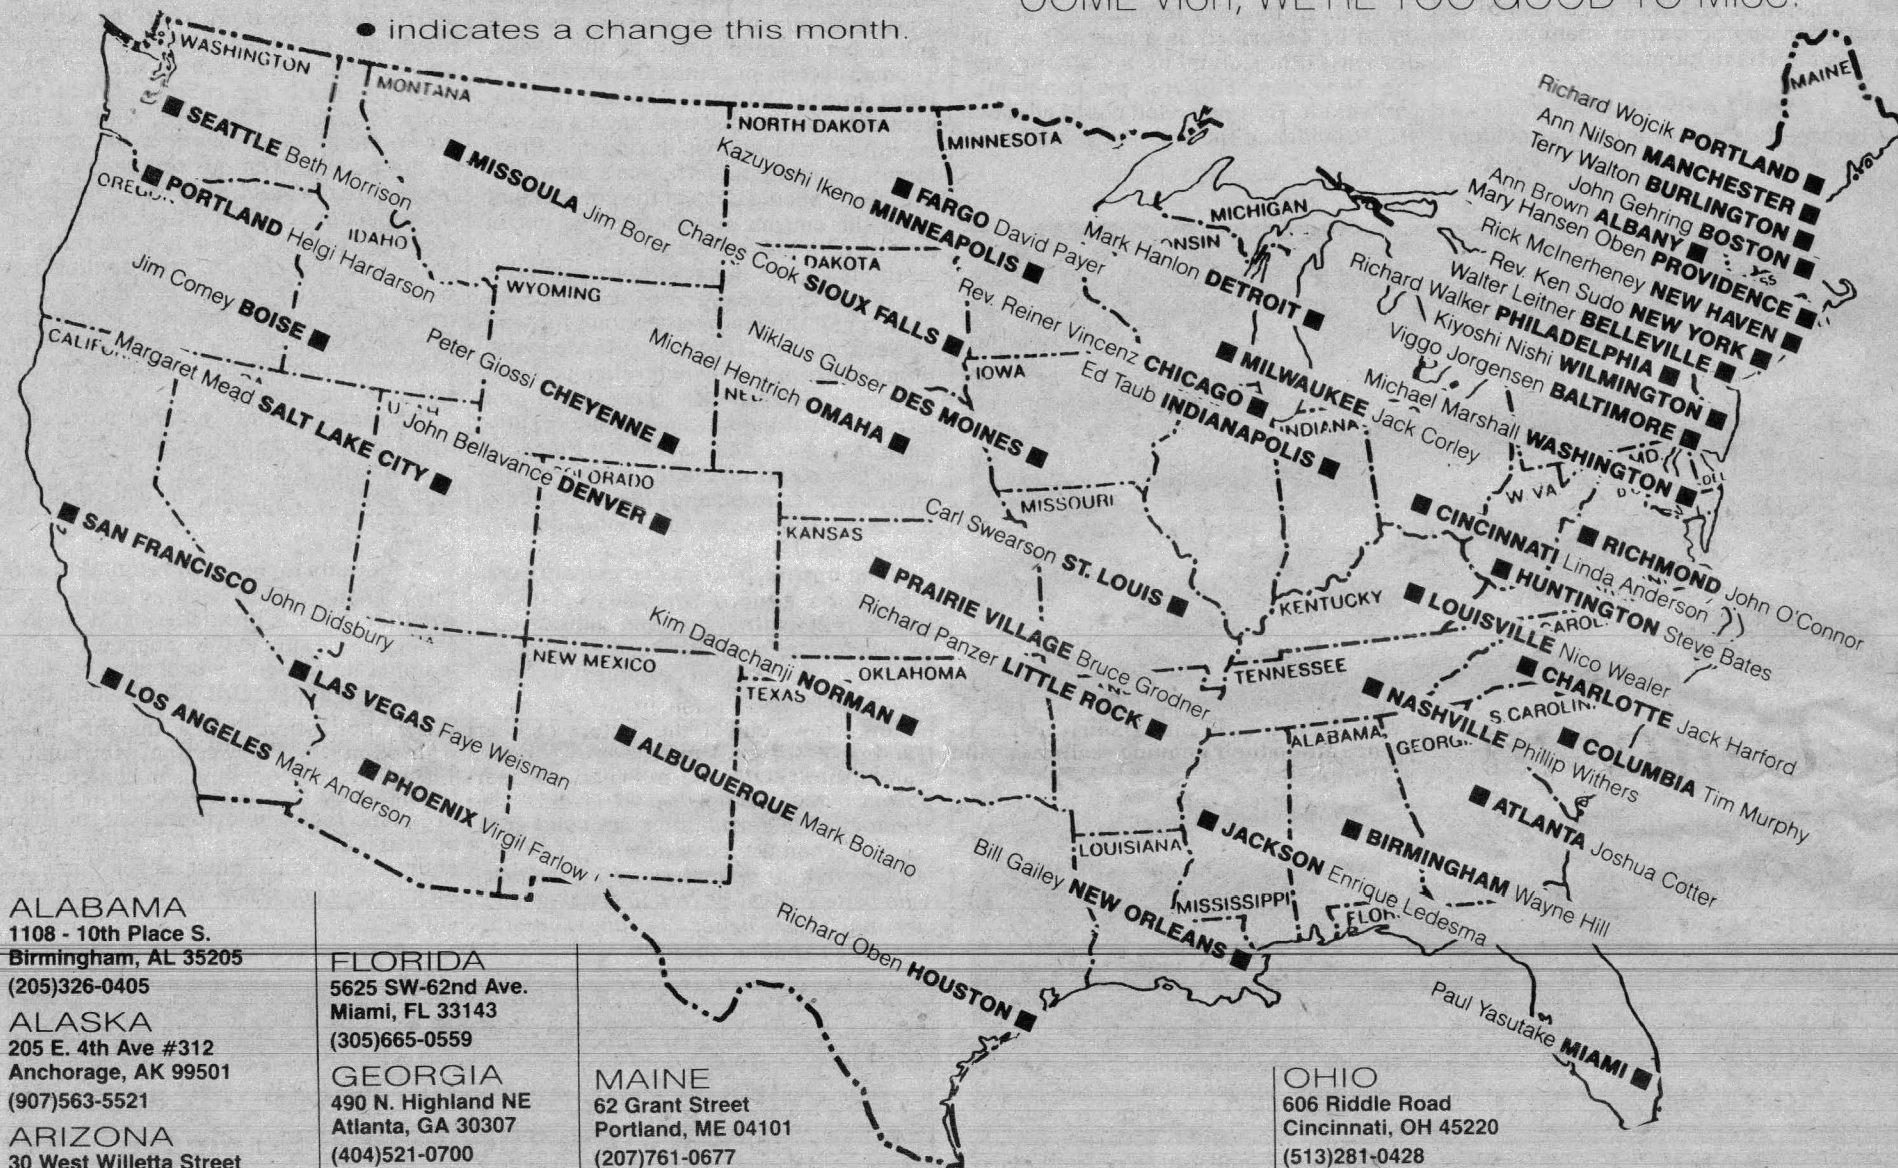 COME VISIT, WE'RE TOO GOOD TO MISS!
● indicates a change this month.
WASHINGTON
MONTANA
NORTH DAKOTA
MINNESOTA
MAINE
■ SEATTLE Beth Morrison
■ MISSOULA Jim Borer
Kazuyoshi Ikeno MINNEAPOLIS ■
■ FARGO David Payer
Richard Wojcik PORTLAND ■
Ann Nilson MANCHESTER ■
Terry Walton BURLINGTON ■
John Gehring BOSTON ■
Ann Brown ALBANY ■
Mary Hansen Oben PROVIDENCE ■
Rick McInerheney NEW HAVEN ■
Rev. Ken Sudo NEW YORK ■
Walter Leitner BELLEVILLE ■
Richard Walker PHILADELPHIA ■
Kiyoshi Nishi WILMINGTON ■
Viggo Jorgensen BALTIMORE ■
Michael Marshall WASHINGTON ■
MICHIGAN
ONSIN
Mark Hanlon DETROIT ■
■ PORTLAND Helgi Hardarson
IDAHO
Charles Cook SIOUX FALLS ■
DAKOTA
WYOMING
Jim Comey BOISE ■
Peter Giossi CHEYENNE ■
Michael Hentrich OMAHA ■
Niklaus Gubser DES MOINES ■
Rev. Reiner Vincenz CHICAGO ■
Ed Taub INDIANAPOLIS ■
■ MILWAUKEE Jack Corley
IOWA
INDIANA
Margaret Mead SALT LAKE CITY ■
John Bellavance DENVER ■
COLORADO
MD.
DEL
W. VA
MISSOURI
KANSAS
Carl Swearson ST. LOUIS ■
■ SAN FRANCISCO John Didsbury
■ PRAIRIE VILLAGE Bruce Grodner
■ CINCINNATI Linda Anderson
■ RICHMOND John O'Connor
■ HUNTINGTON Steve Bates
■ LOUISVILLE Nico Wealer
KENTUCKY
Richard Panzer LITTLE ROCK ■
Kim Dadachanji NORMAN ■
NEW MEXICO
OKLAHOMA
TEXAS
TENNESSEE
■ CHARLOTTE Jack Harford
■ NASHVILLE Phillip Withers
S. CAROLIN
■ LOS ANGELES Mark Anderson
■ LAS VEGAS Faye Weisman
■ ALBUQUERQUE Mark Boitano
■ PHOENIX Virgil Farlow
ALABAMA
■ COLUMBIA Tim Murphy
■ ATLANTA Joshua Cotter
■ BIRMINGHAM Wayne Hill
■ JACKSON Enrique Ledesma
LOUISIANA
MISSISSIPPI
Bill Gailey NEW ORLEANS ■
Richard Oben HOUSTON ■
Paul Yasutake MIAMI ■
ALABAMA
1108 - 10th Place S.
Birmingham, AL 35205
(205)326-0405
ALASKA
205 E. 4th Ave #312
Anchorage, AK 99501
(907)563-5521
ARIZONA
30 West Willetta Street
FLORIDA
5625 SW-62nd Ave.
Miami, FL 33143
(305)665-0559
GEORGIA
490 N. Highland NE
Atlanta, GA 30307
(404)521-0700
MAINE
62 Grant Street
Portland, ME 04101
(207)761-0677
OHIO
606 Riddle Road
Cincinnati, OH 45220
(513)281-0428